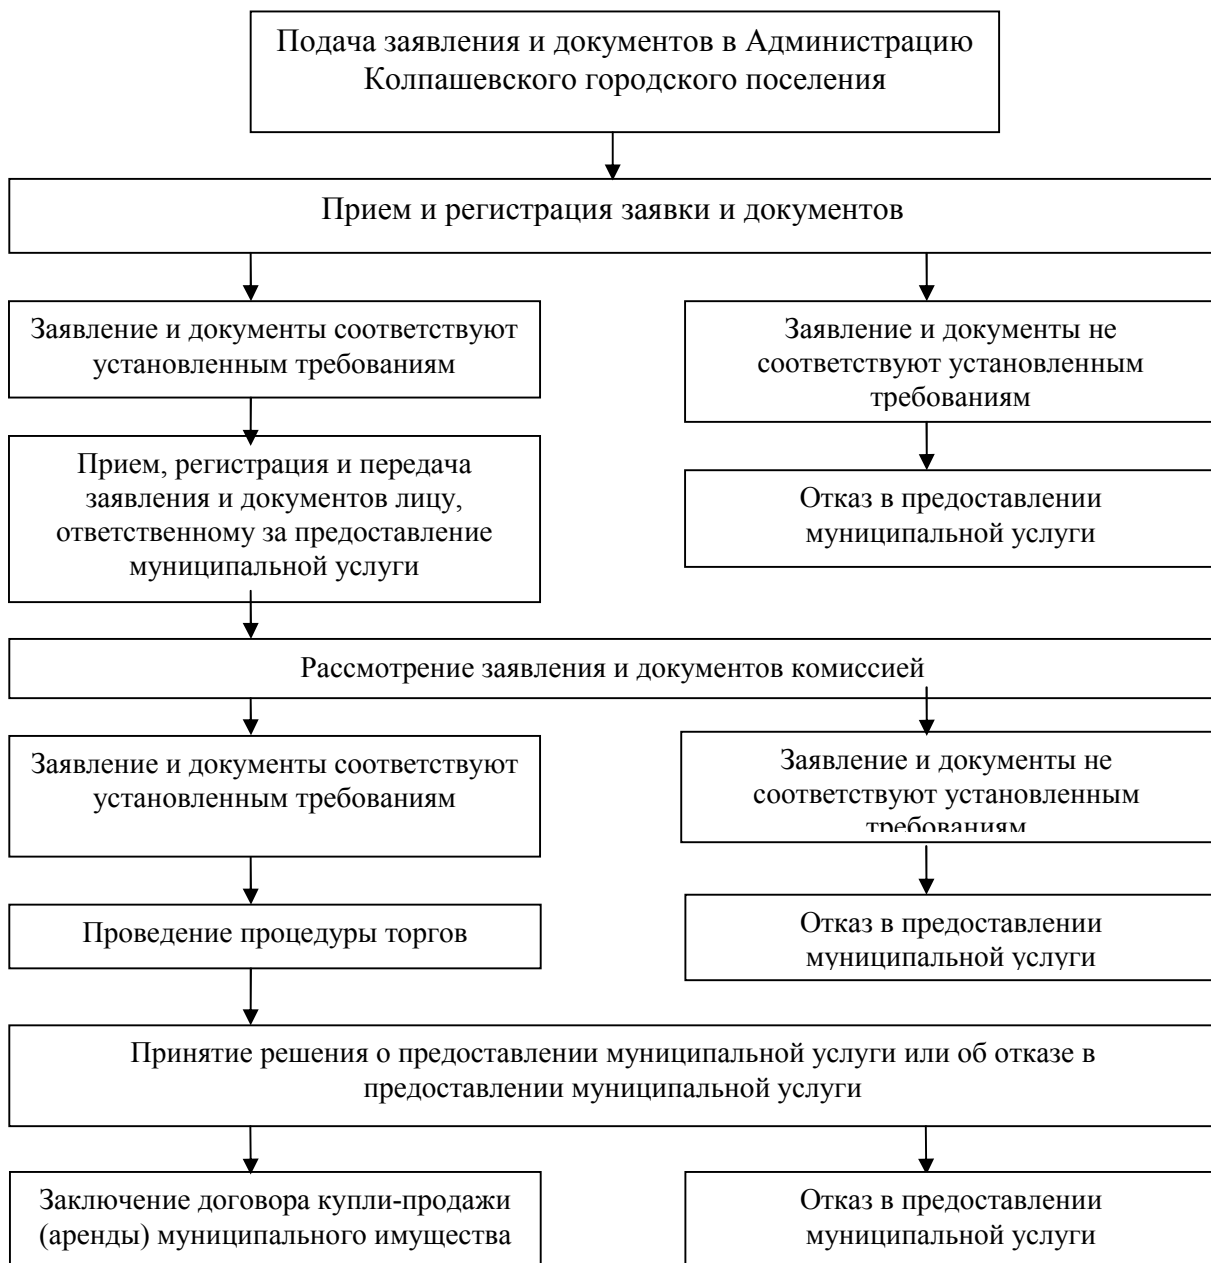 Подача заявления и документов в Администрацию
Колпашевского городского поселения
Прием и регистрация заявки и документов
Заявление и документы соответствуют
установленным требованиям
Заявление и документы не
соответствуют установленным
требованиям
Прием, регистрация и передача
заявления и документов лицу,
ответственному за предоставление
муниципальной услуги
Отказ в предоставлении
муниципальной услуги
Рассмотрение заявления и документов комиссией
Заявление и документы соответствуют
установленным требованиям
Заявление и документы не
соответствуют установленным
требованиям
Проведение процедуры торгов
Отказ в предоставлении
муниципальной услуги
Принятие решения о предоставлении муниципальной услуги или об отказе в
предоставлении муниципальной услуги
Заключение договора купли-продажи
(аренды) муниципального имущества
Отказ в предоставлении
муниципальной услуги